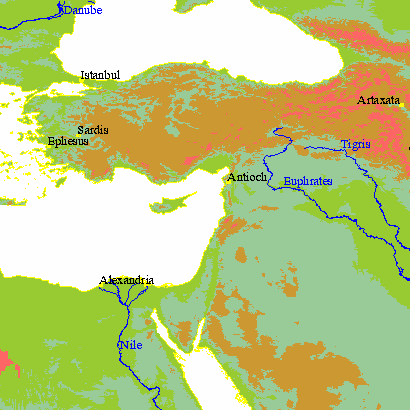 Danube
Istanbul
Artaxata
Sardis
Ephesus
Tigris
Antioch
Euphrates
Alexandria
Nile